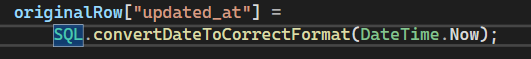 originalRow["updated_at"] =
SQL.convertDateToCorrectFormat(DateTime.Now);